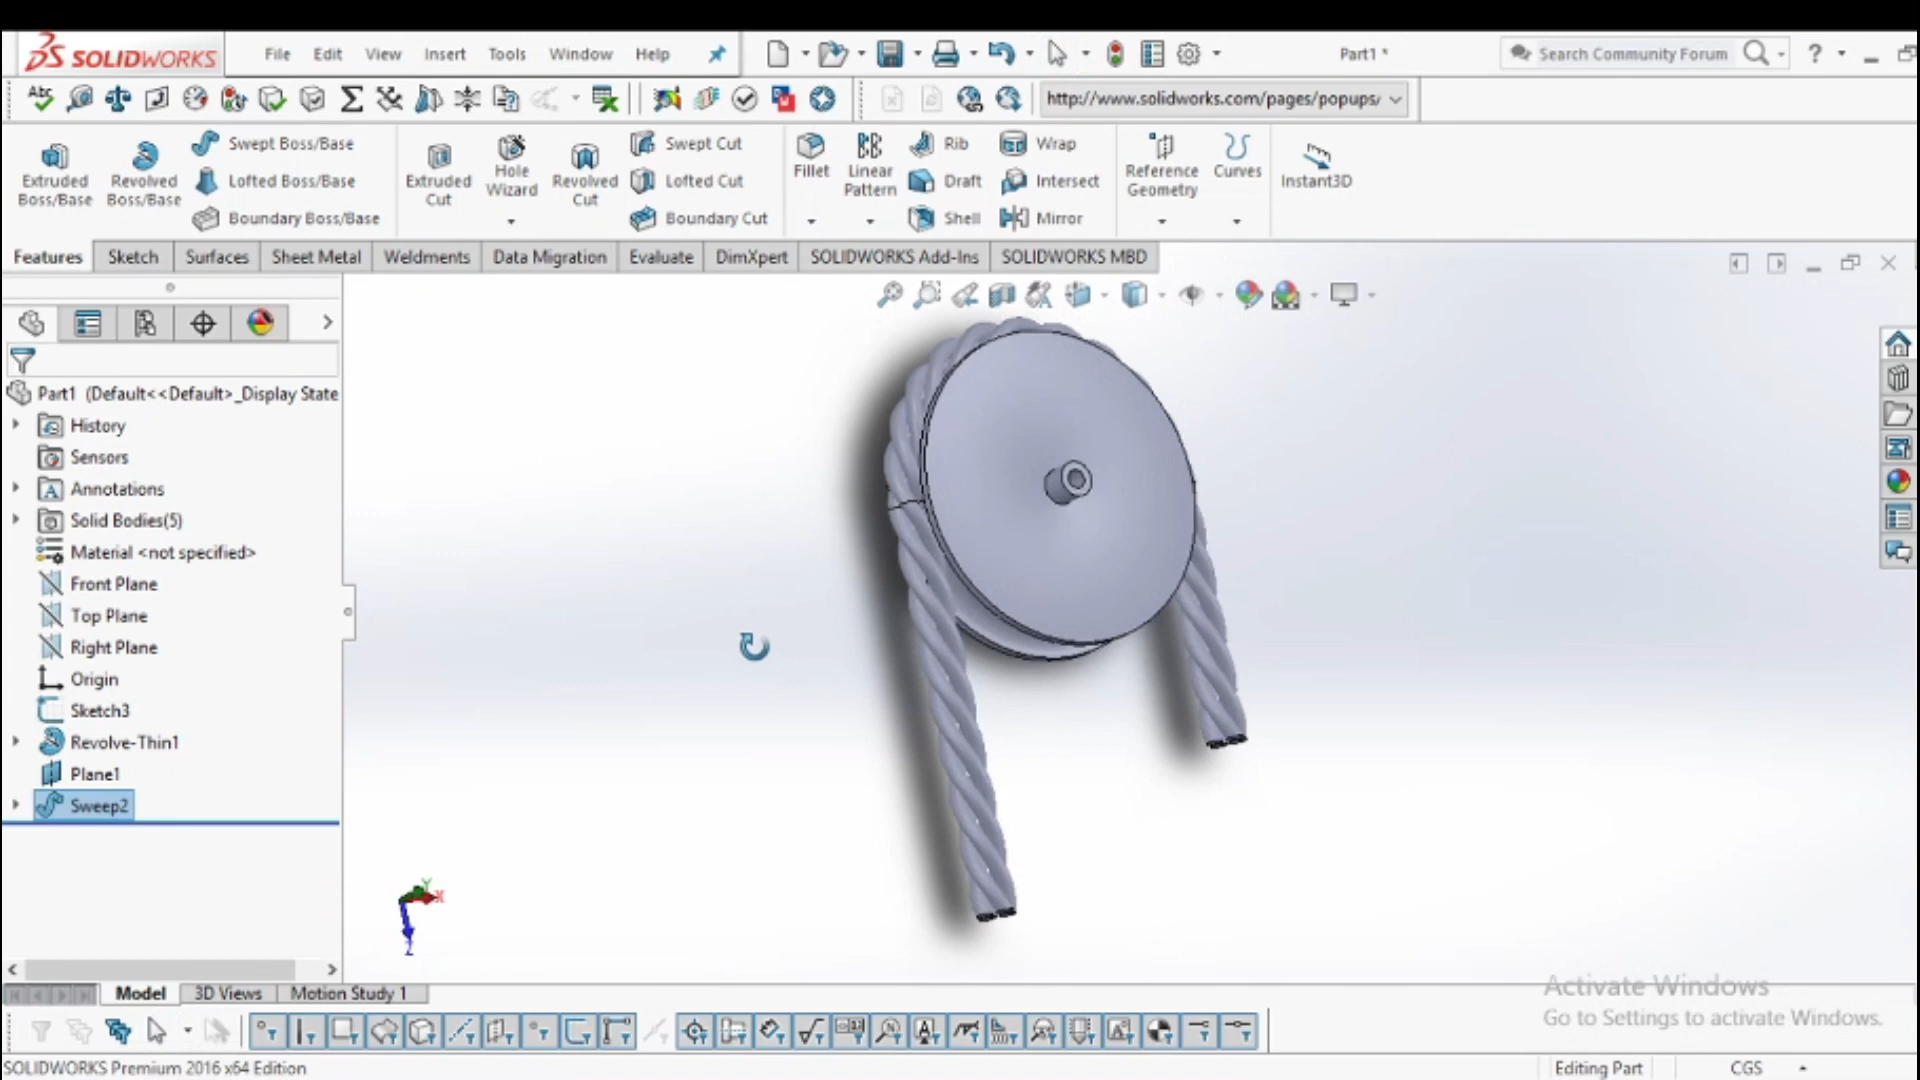 SOLIDWORKS
File Edit View Insert Tools Window Help
Part1 *
Search Community Forum
?
Abc
http://www.solidworks.com/pages/popups/
Extruded Boss/Base
Revolved Boss/Base
Swept Boss/Base
Lofted Boss/Base
Boundary Boss/Base
Extruded Cut
Hole Wizard
Revolved Cut
Swept Cut
Lofted Cut
Boundary Cut
Fillet
Linear Pattern
Rib
Draft
Shell
Wrap
Intersect
Mirror
Reference Geometry
Curves
Instant3D
Features Sketch Surfaces Sheet Metal Weldments Data Migration Evaluate DimXpert SOLIDWORKS Add-Ins SOLIDWORKS MBD
Part1 (Default<<Default>_Display State
History
Sensors
Annotations
Solid Bodies(5)
Material <not specified>
Front Plane
Top Plane
Right Plane
Origin
Sketch3
Revolve-Thin1
Plane1
Sweep2
Y
X
Z
Model 3D Views Motion Study 1
Activate Windows
Go to Settings to activate Windows.
SOLIDWORKS Premium 2016 x64 Edition
Editing Part
CGS